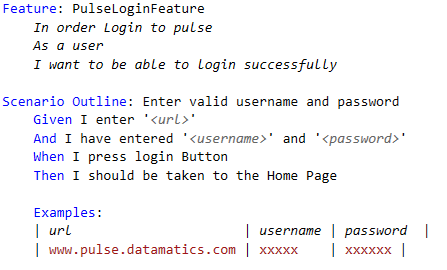 Feature: PulseLoginFeature
In order Login to pulse
As a user
I want to be able to Login successfully
Scenario Outline: Enter valid username and password
Given I enter '<url>'
And I have entered '<username>' and '<password>'
When I press login Button
Then I should be taken to the Home Page
Examples:
| url | username | password |
| www.pulse.datamatics.com | xxxxx | xxxxxx |